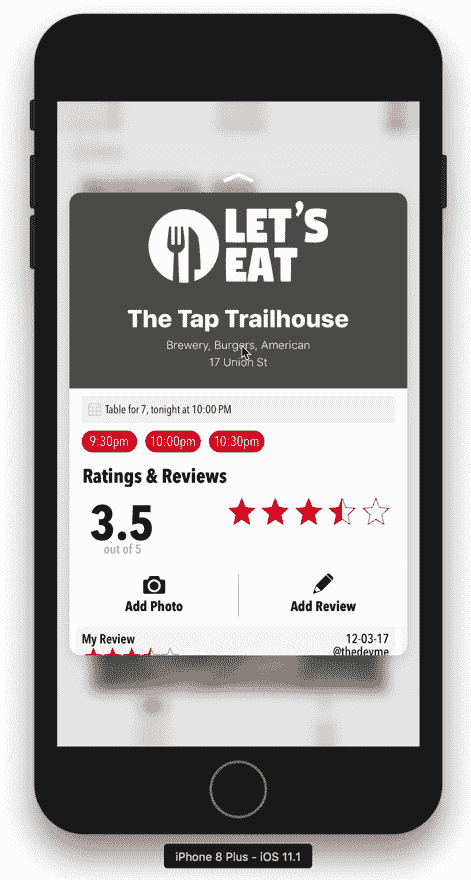 LET'S
EAT
The Tap Trailhouse
Brewery, Burgers, American
17 Union St
Table for 7, tonight at 10:00 PM
9:30pm 10:00pm 10:30pm
Ratings & Reviews
3.5
out of 5
Add Photo Add Review
My Review 12-03-17
@thedevme
iPhone 8 Plus - iOS 11.1